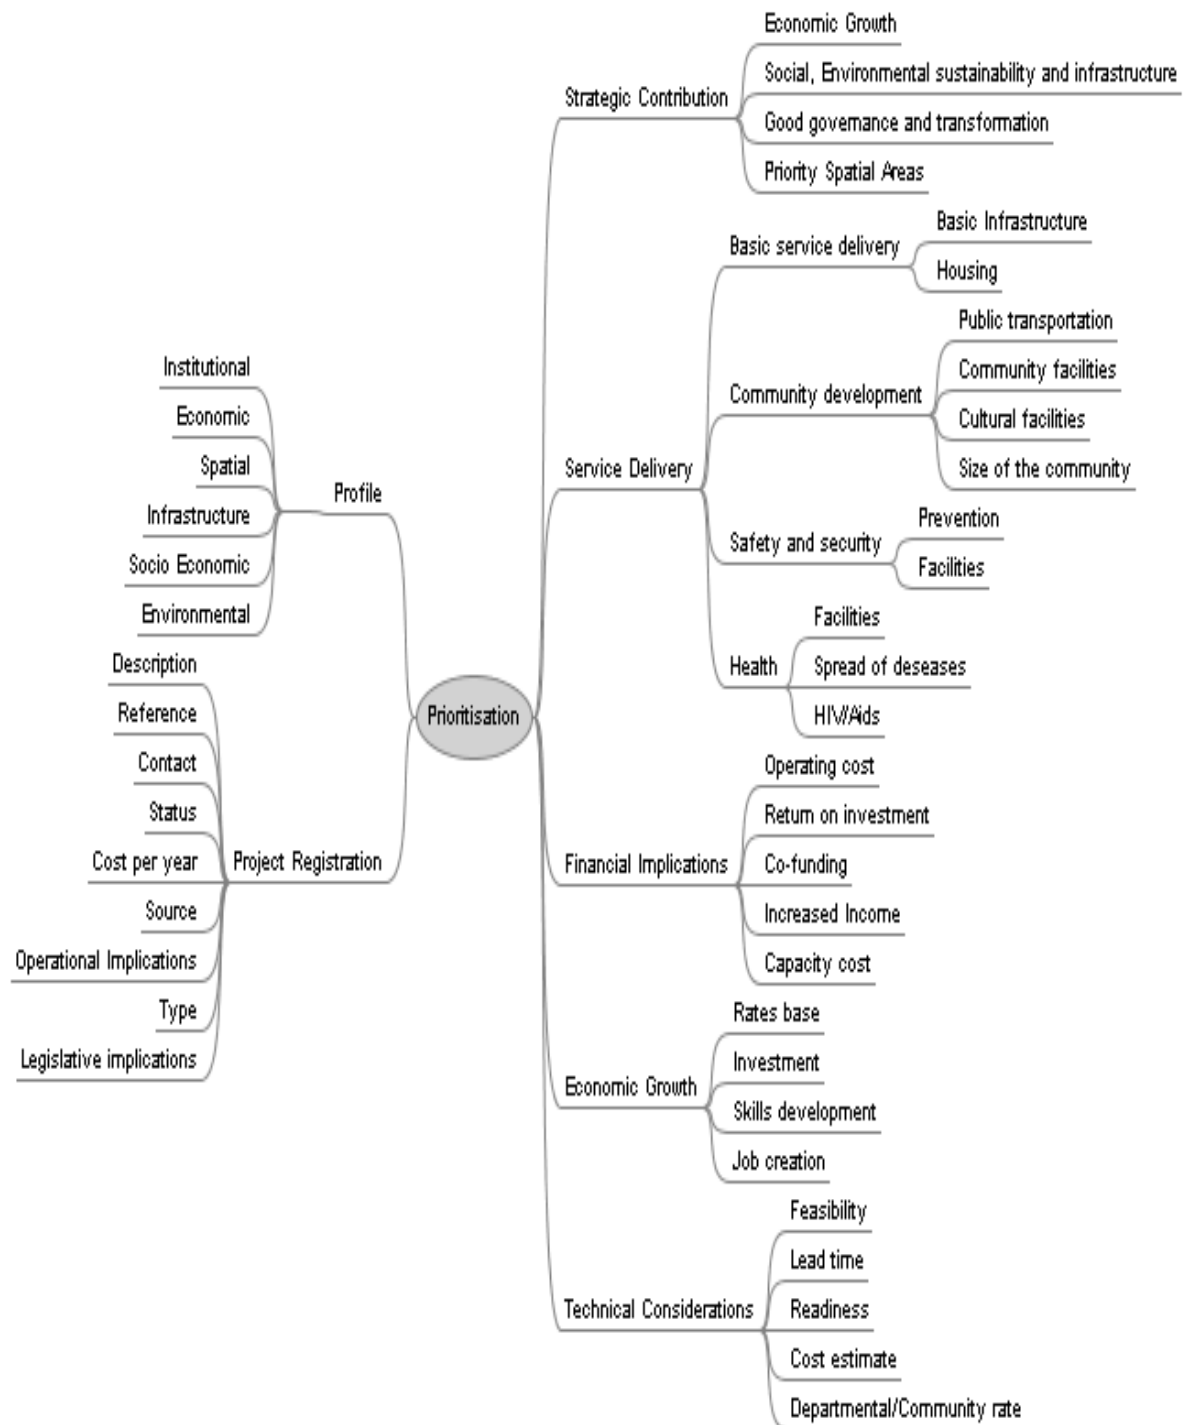 Economic Growth
Social, Environmental sustainability and infrastructure
Strategic Contribution
Good governance and transformation
Priority Spatial Areas
Basic Infrastructure
Basic service delivery
Housing
Public transportation
Community facilities
Community development
Cultural facilities
Size of the community
Service Delivery
Prevention
Safety and security
Facilities
Facilities
Health
Spread of deseases
HIV/Aids
Institutional
Economic
Spatial
Profile
Infrastructure
Socio Economic
Environmental
Prioritisation
Description
Reference
Contact
Status
Cost per year
Project Registration
Source
Operational Implications
Type
Legislative implications
Operating cost
Return on investment
Financial Implications
Co-funding
Increased Income
Capacity cost
Rates base
Investment
Economic Growth
Skills development
Job creation
Feasibility
Lead time
Technical Considerations
Readiness
Cost estimate
Departmental/Community rate